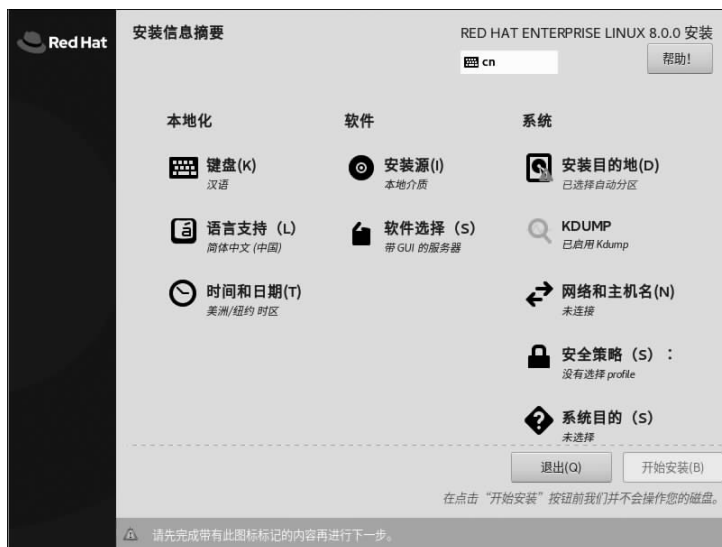 Red Hat
安装信息摘要
RED HAT ENTERPRISE LINUX 8.0.0 安装
cn
帮助!
本地化
键盘(K)
汉语
语言支持（L）
简体中文 (中国)
时间和日期(T)
美洲/纽约 时区
软件
安装源(I)
本地介质
软件选择（S）
带 GUI 的服务器
系统
安装目的地(D)
已选择自动分区
KDUMP
已启用 Kdump
网络和主机名(N)
未连接
安全策略（S）：
没有选择 profile
系统目的（S）
未选择
退出(Q)
开始安装(B)
在点击“开始安装”按钮前我们并不会操作您的磁盘。
请先完成带有此图标标记的内容再进行下一步。